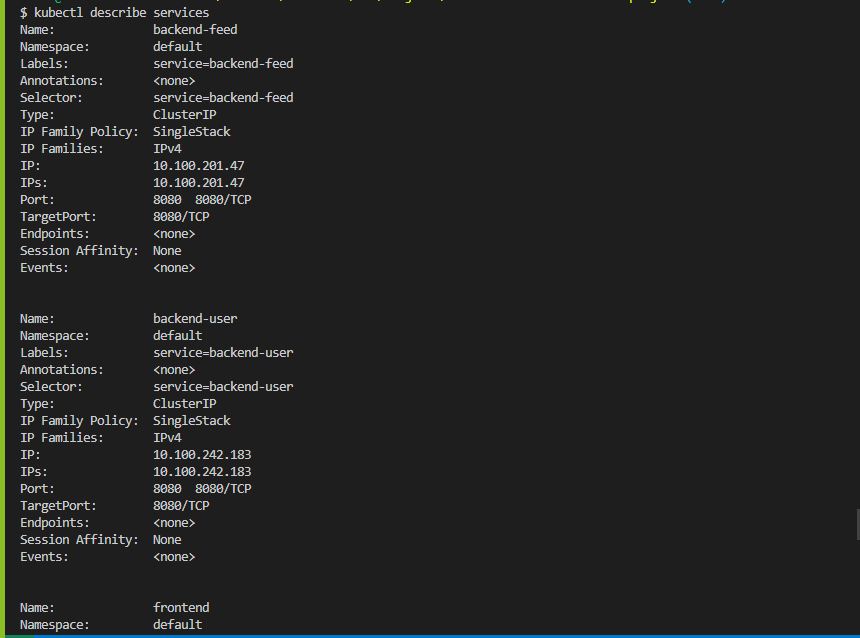 $ kubectl describe services
Name:              backend-feed
Namespace:         default
Labels:            service=backend-feed
Annotations:       <none>
Selector:          service=backend-feed
Type:              ClusterIP
IP Family Policy:  SingleStack
IP Families:       IPv4
IP:                10.100.201.47
IPs:               10.100.201.47
Port:              8080  8080/TCP
TargetPort:        8080/TCP
Endpoints:         <none>
Session Affinity:  None
Events:            <none>

Name:              backend-user
Namespace:         default
Labels:            service=backend-user
Annotations:       <none>
Selector:          service=backend-user
Type:              ClusterIP
IP Family Policy:  SingleStack
IP Families:       IPv4
IP:                10.100.242.183
IPs:               10.100.242.183
Port:              8080  8080/TCP
TargetPort:        8080/TCP
Endpoints:         <none>
Session Affinity:  None
Events:            <none>

Name:              frontend
Namespace:         default